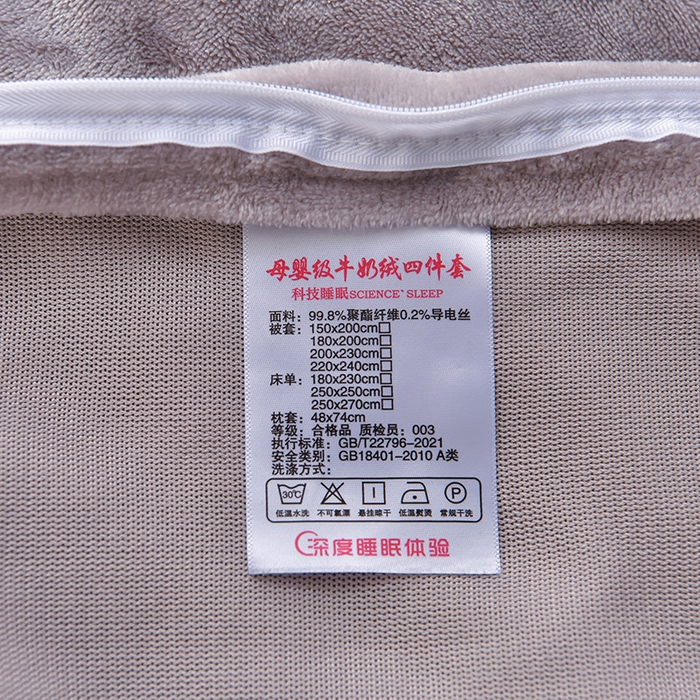 母婴级牛奶绒四件套
科技睡眠SCIENCE` SLEEP
面料：99.8%聚酯纤维0.2%导电丝
被套：150x200cm□
180x200cm□
200x230cm□
220x240cm□
床单：180x230cm□
250x250cm□
250x270cm□
枕套：48x74cm
等级：合格品 质检员：003
执行标准：GB/T22796-2021
安全类别：GB18401-2010 A类
洗涤方式：
30℃ P
低温水洗 不可氯漂 悬挂晾干 低温熨烫 常规干洗
深度睡眠体验